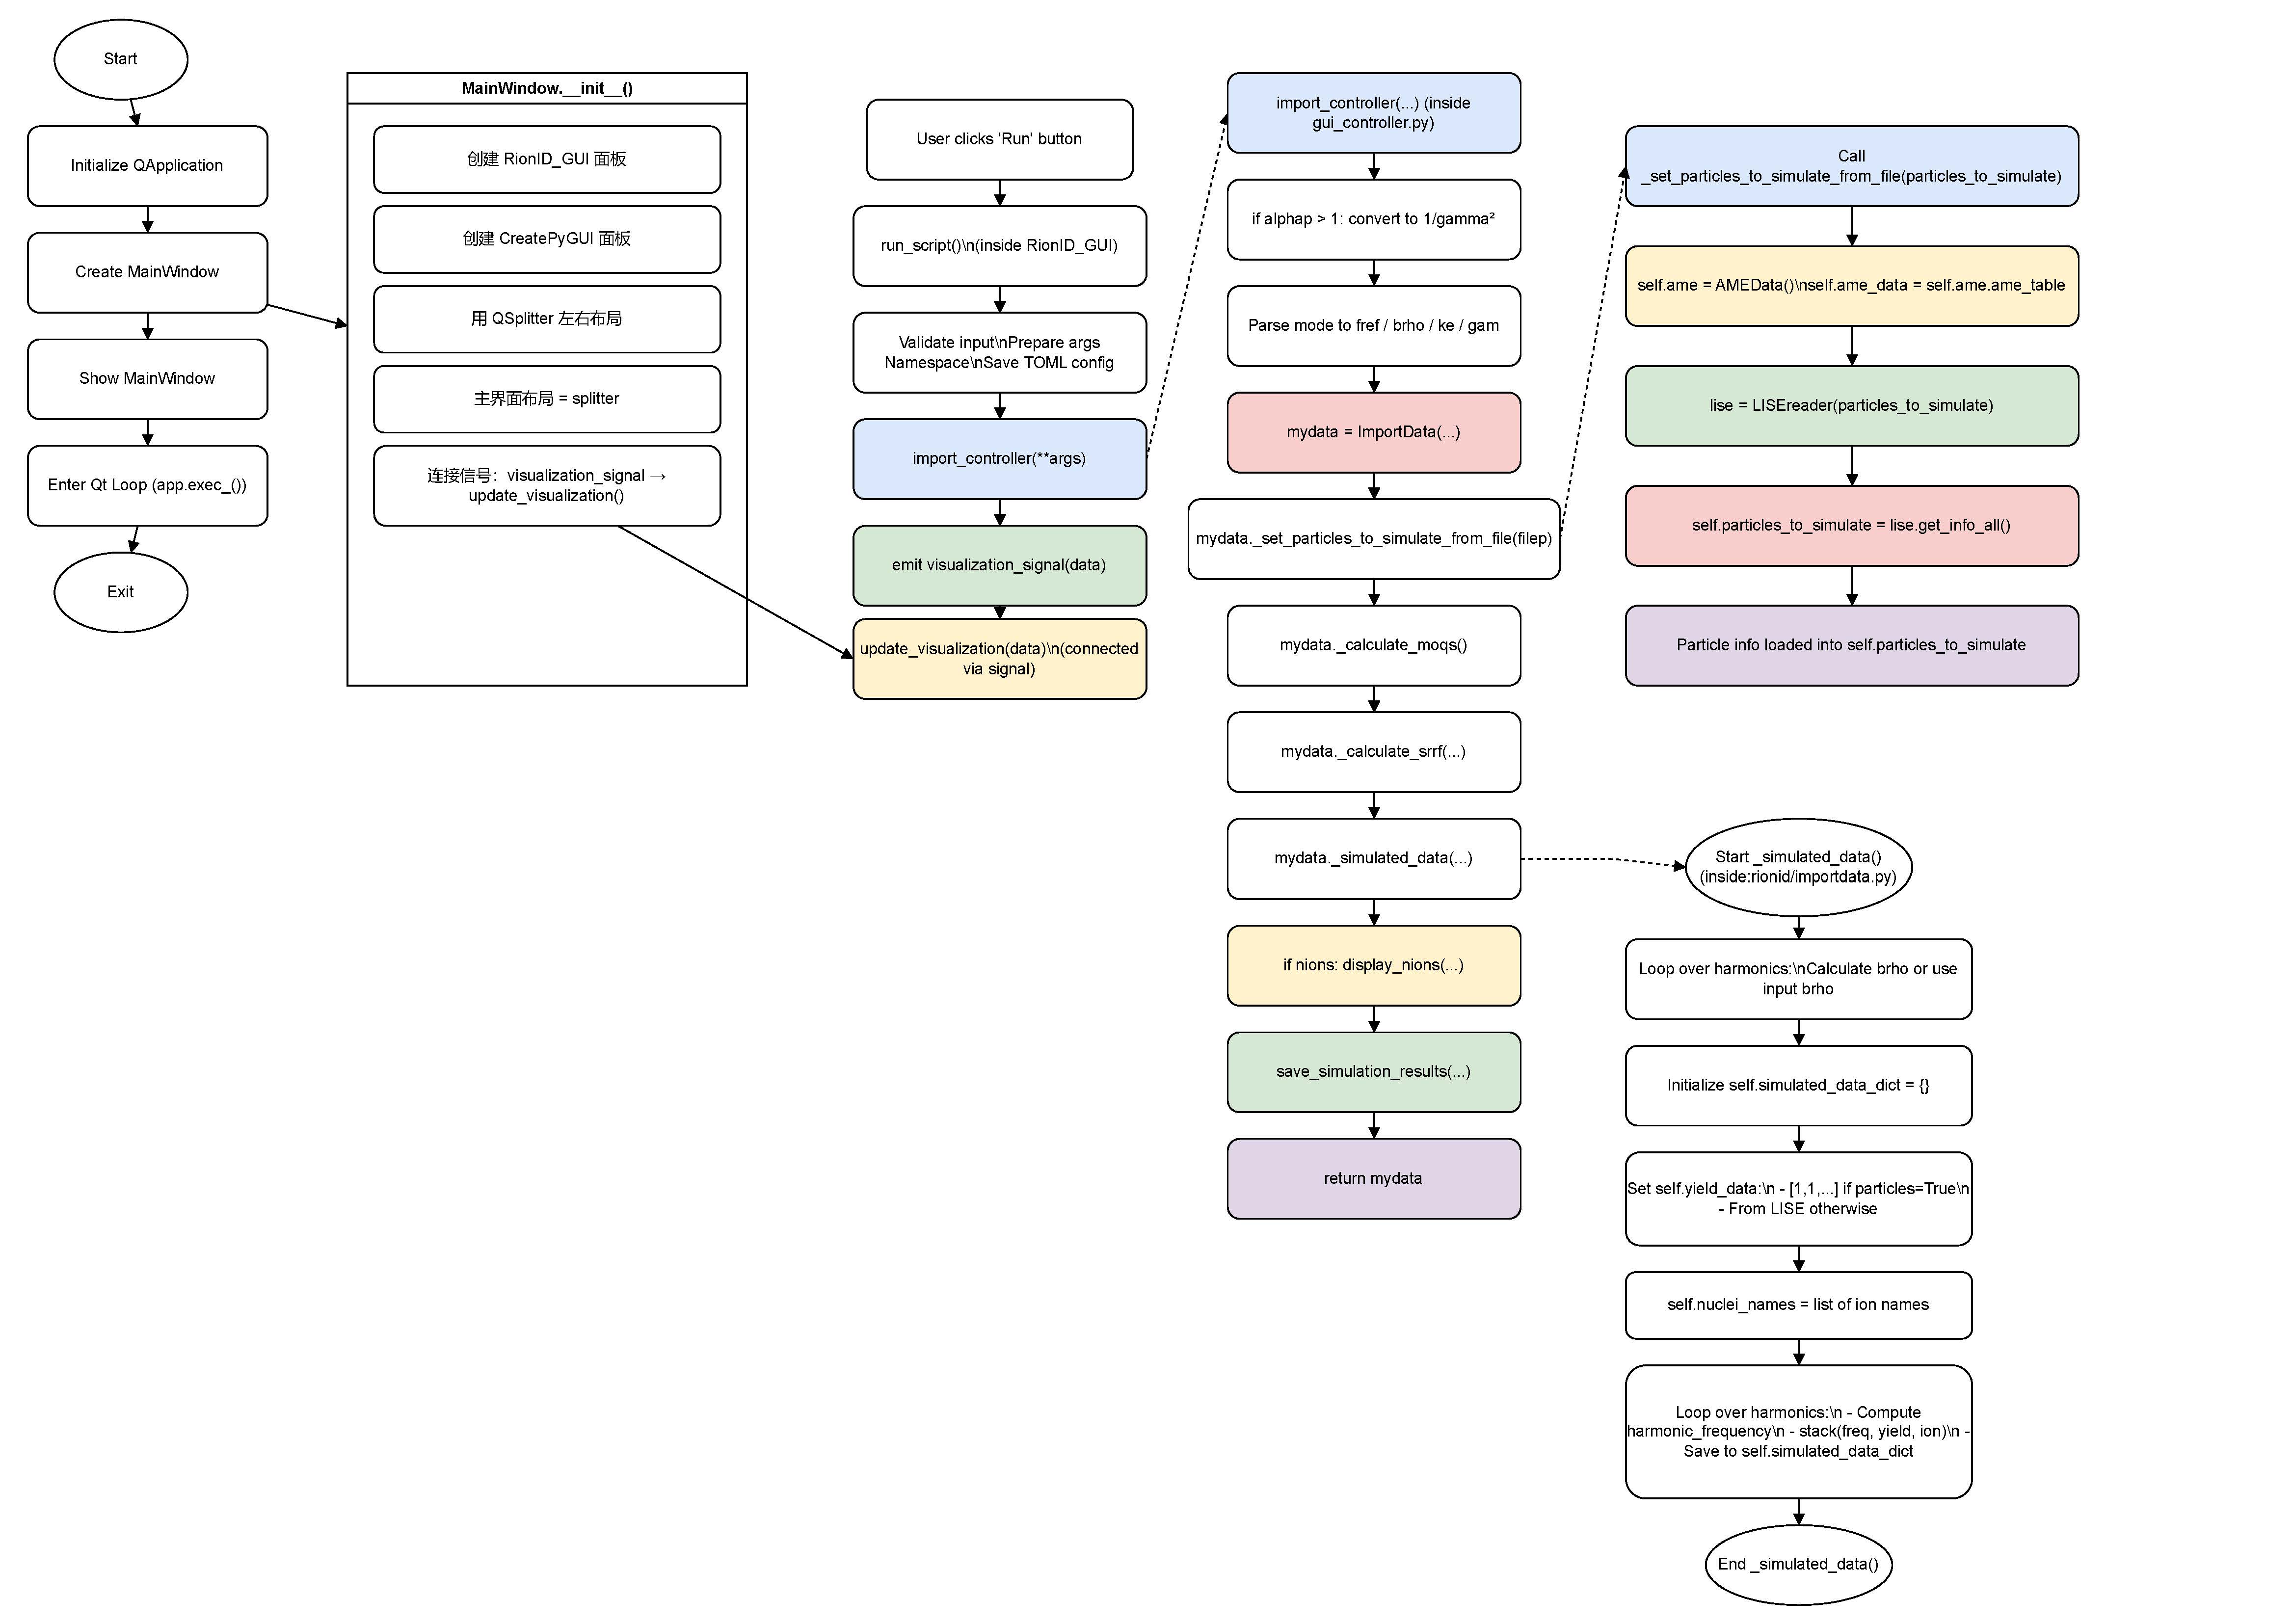 Start
Initialize QApplication
Create MainWindow
Show MainWindow
Enter Qt Loop (app.exec_())
Exit
MainWindow.__init__()
创建 RionID_GUI 面板
创建 CreatePyGUI 面板
用 QSplitter 左右布局
主界面布局 = splitter
连接信号：visualization_signal →
update_visualization()
User clicks 'Run' button
run_script()\n(inside RionID_GUI)
Validate input\nPrepare args
Namespace\nSave TOML config
import_controller(**args)
emit visualization_signal(data)
update_visualization(data)\n(connected
via signal)
import_controller(...) (inside
gui_controller.py)
if alphap > 1: convert to 1/gamma²
Parse mode to fref / brho / ke / gam
mydata = ImportData(...)
mydata._set_particles_to_simulate_from_file(filep)
mydata._calculate_moqs()
mydata._calculate_srrf(...)
mydata._simulated_data(...)
if nions: display_nions(...)
save_simulation_results(...)
return mydata
Call
_set_particles_to_simulate_from_file(particles_to_simulate)
self.ame = AMEData()\nself.ame_data = self.ame.ame_table
lise = LISEreader(particles_to_simulate)
self.particles_to_simulate = lise.get_info_all()
Particle info loaded into self.particles_to_simulate
Start _simulated_data()
(inside:rionid/importdata.py)
Loop over harmonics:\nCalculate brho or use
input brho
Initialize self.simulated_data_dict = {}
Set self.yield_data:\n - [1,1,...] if particles=True\n
- From LISE otherwise
self.nuclei_names = list of ion names
Loop over harmonics:\n - Compute
harmonic_frequency\n - stack(freq, yield, ion)\n -
Save to self.simulated_data_dict
End _simulated_data()